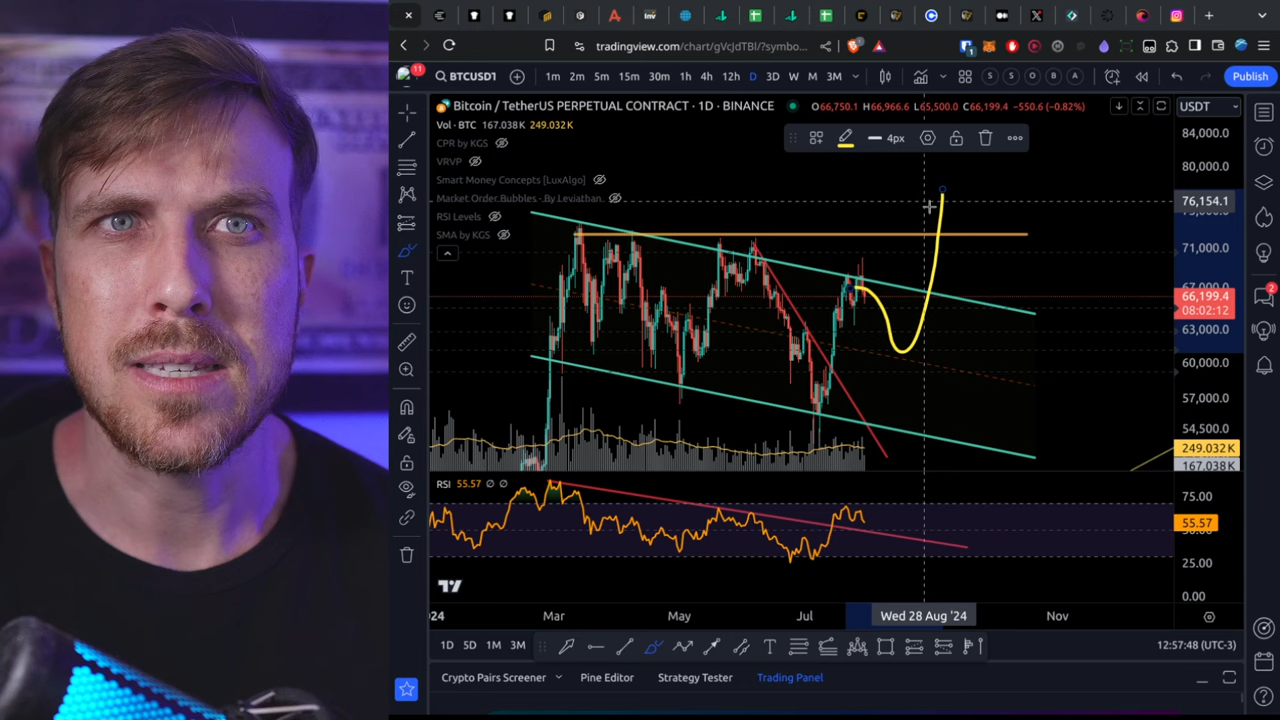 inv
tradingview.com/chart/gVcJdTBI/?symbo...
1
11
BTCUSD1
1m 2m 5m 15m 30m 1h 4h 12h D 3D W M 3M
S S O B A
Publish
Bitcoin / TetherUS PERPETUAL CONTRACT · 1D · BINANCE
O66,750.1 H66,966.6 L65,500.0 C66,199.4 -550.6 (-0.82%)
USDT
Vol · BTC 167.038K 249.032K
CPR by KGS
VRVP
Smart Money Concepts [LuxAlgo]
Market Order Bubbles - By Leviathan
RSI Levels
SMA by KGS
4px
84,000.0
80,000.0
76,154.1
71,000.0
66,199.4
08:02:12
63,000.0
60,000.0
57,000.0
54,500.0
249.032K
167.038K
2
RSI 55.57
75.00
55.57
25.00
0.00
24 Mar May Jul Wed 28 Aug '24 Nov
1D 5D 1M 3M
12:57:48 (UTC-3)
Crypto Pairs Screener Pine Editor Strategy Tester Trading Panel